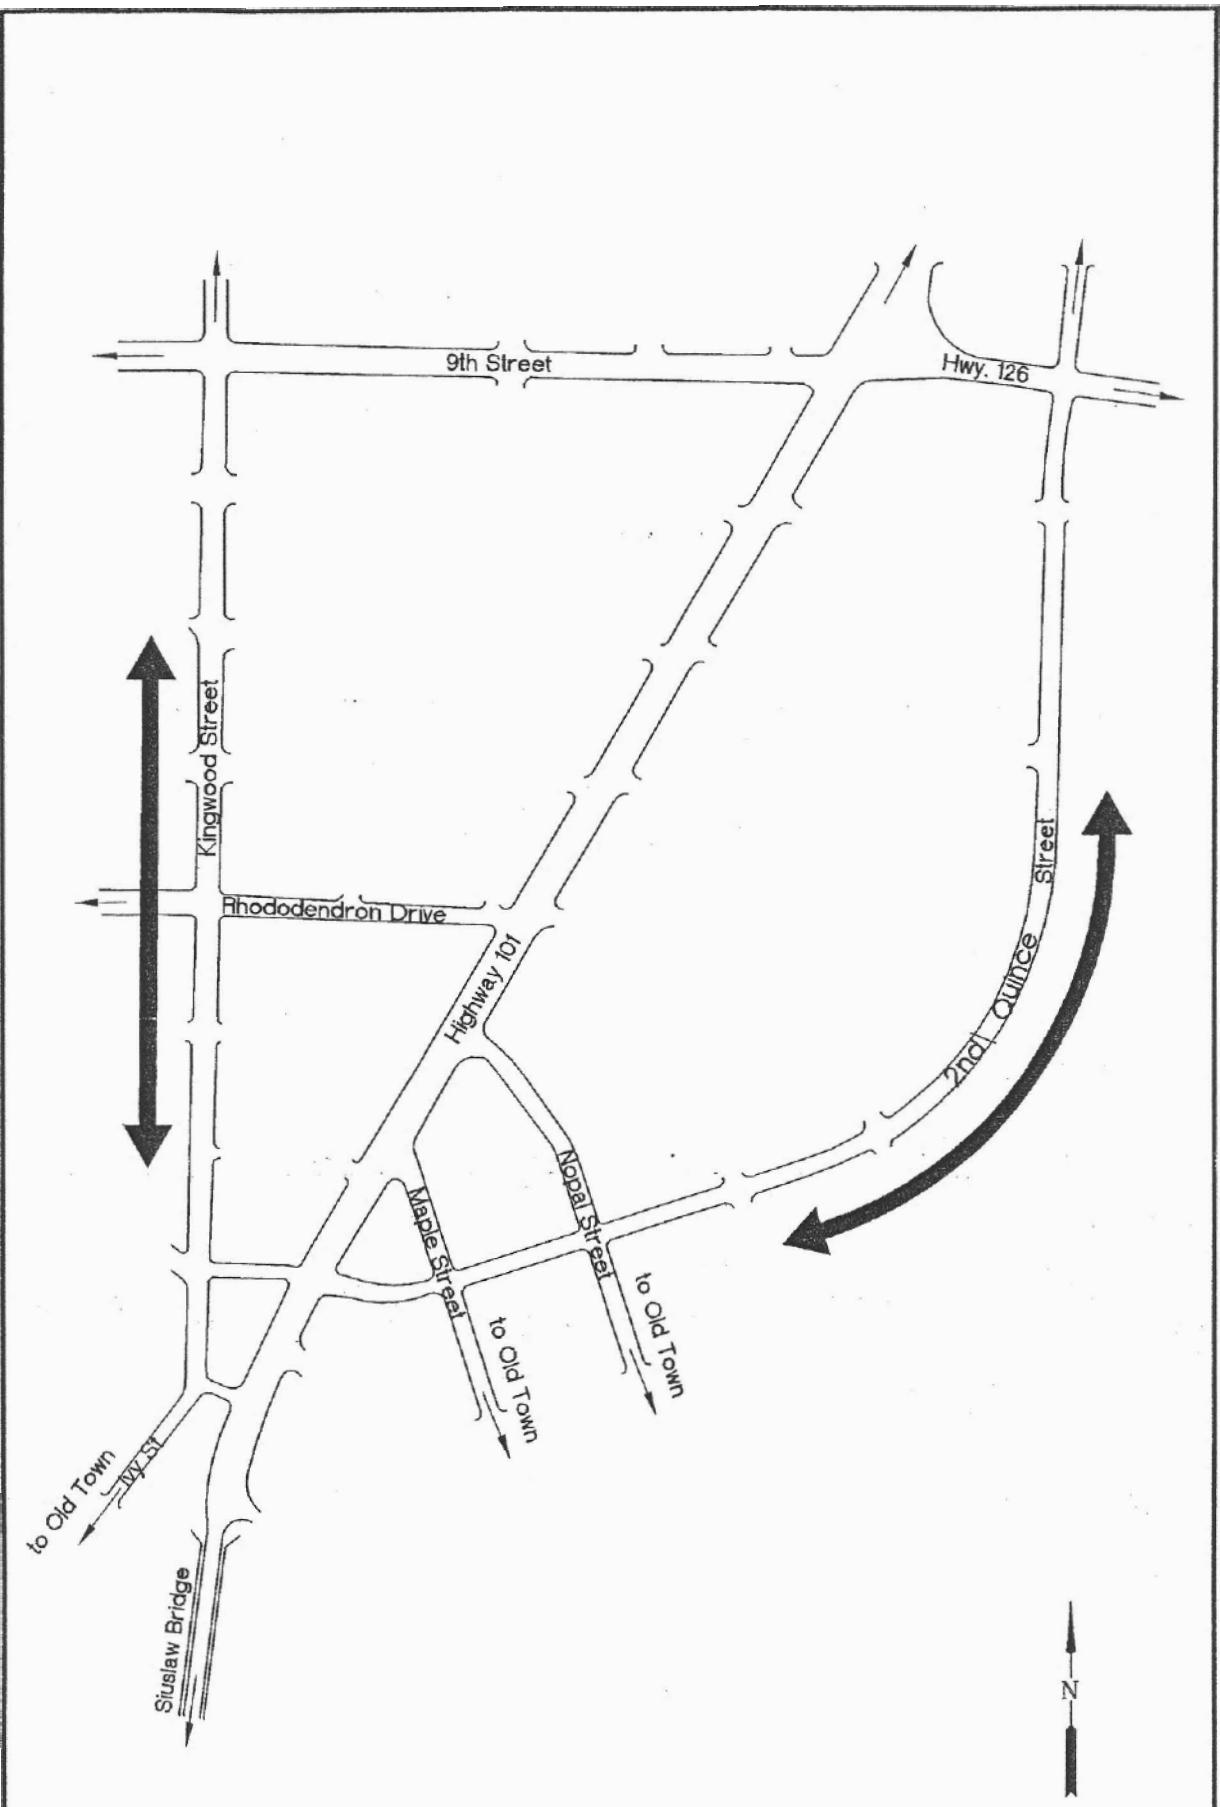 9th Street
Hwy. 126
Kingwood Street
Street
Rhododendron Drive
Highway 101
Quince
2nd
Nopal Street
Maple Street
to Old Town
to Old Town
Ivy St
to Old Town
Siuslaw Bridge
N